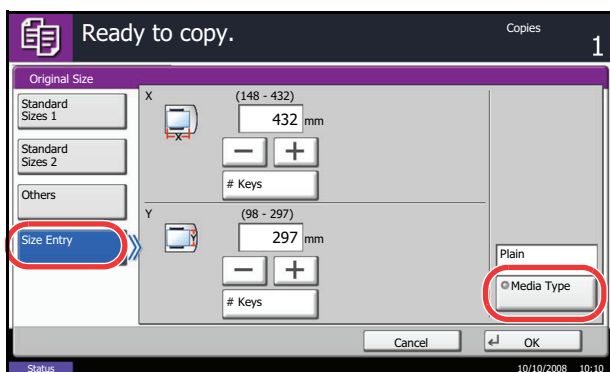 Ready to copy.
Copies
1
Original Size
Standard
Sizes 1
Standard
Sizes 2
Others
Size Entry
X
(148 - 432)
432 mm
X
− +
# Keys
Y
(98 - 297)
297 mm
Y
− +
# Keys
Plain
Media Type
Cancel
OK
Status
10/10/2008 10:10